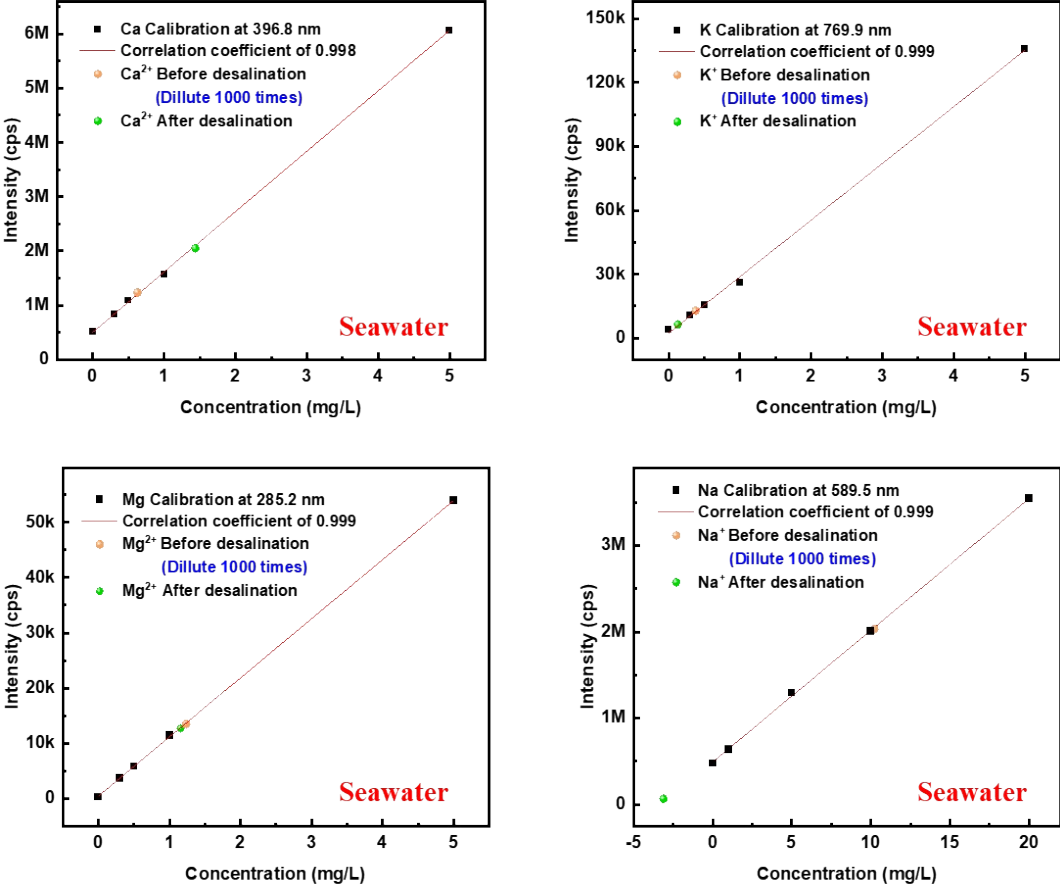 Ca Calibration at 396.8 nm
Correlation coefficient of 0.998
Ca²⁺ Before desalination
(Dillute 1000 times)
Ca²⁺ After desalination
6M
5M
4M
3M
2M
1M
0
Intensity (cps)
Seawater
0 1 2 3 4 5
Concentration (mg/L)
K Calibration at 769.9 nm
Correlation coefficient of 0.999
K⁺ Before desalination
(Dillute 1000 times)
K⁺ After desalination
150k
120k
90k
60k
30k
0
Intensity (cps)
Seawater
0 1 2 3 4 5
Concentration (mg/L)
Mg Calibration at 285.2 nm
Correlation coefficient of 0.999
Mg²⁺ Before desalination
(Dillute 1000 times)
Mg²⁺ After desalination
50k
40k
30k
20k
10k
0
Intensity (cps)
Seawater
0 1 2 3 4 5
Concentration (mg/L)
Na Calibration at 589.5 nm
Correlation coefficient of 0.999
Na⁺ Before desalination
(Dillute 1000 times)
Na⁺ After desalination
3M
2M
1M
0
Intensity (cps)
Seawater
-5 0 5 10 15 20
Concentration (mg/L)